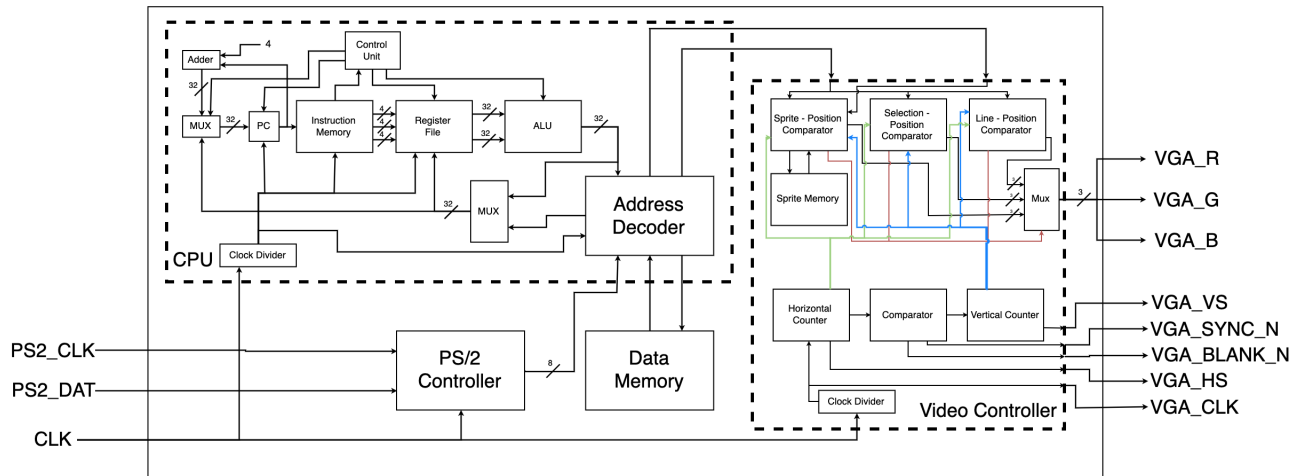 4
Adder
Control
Unit
32
MUX
32
PC
Instruction
Memory
4
4
4
Register
File
32
32
ALU
32
MUX
32
Address
Decoder
Clock Divider
CPU
PS2_CLK
PS2_DAT
CLK
PS/2
Controller
8
Data
Memory
Sprite - Position
Comparator
Selection -
Position
Comparator
Line - Position
Comparator
Sprite Memory
3
3
3
Mux
3
Horizontal
Counter
Comparator
Vertical Counter
Clock Divider
Video Controller
VGA_R
VGA_G
VGA_B
VGA_VS
VGA_SYNC_N
VGA_BLANK_N
VGA_HS
VGA_CLK